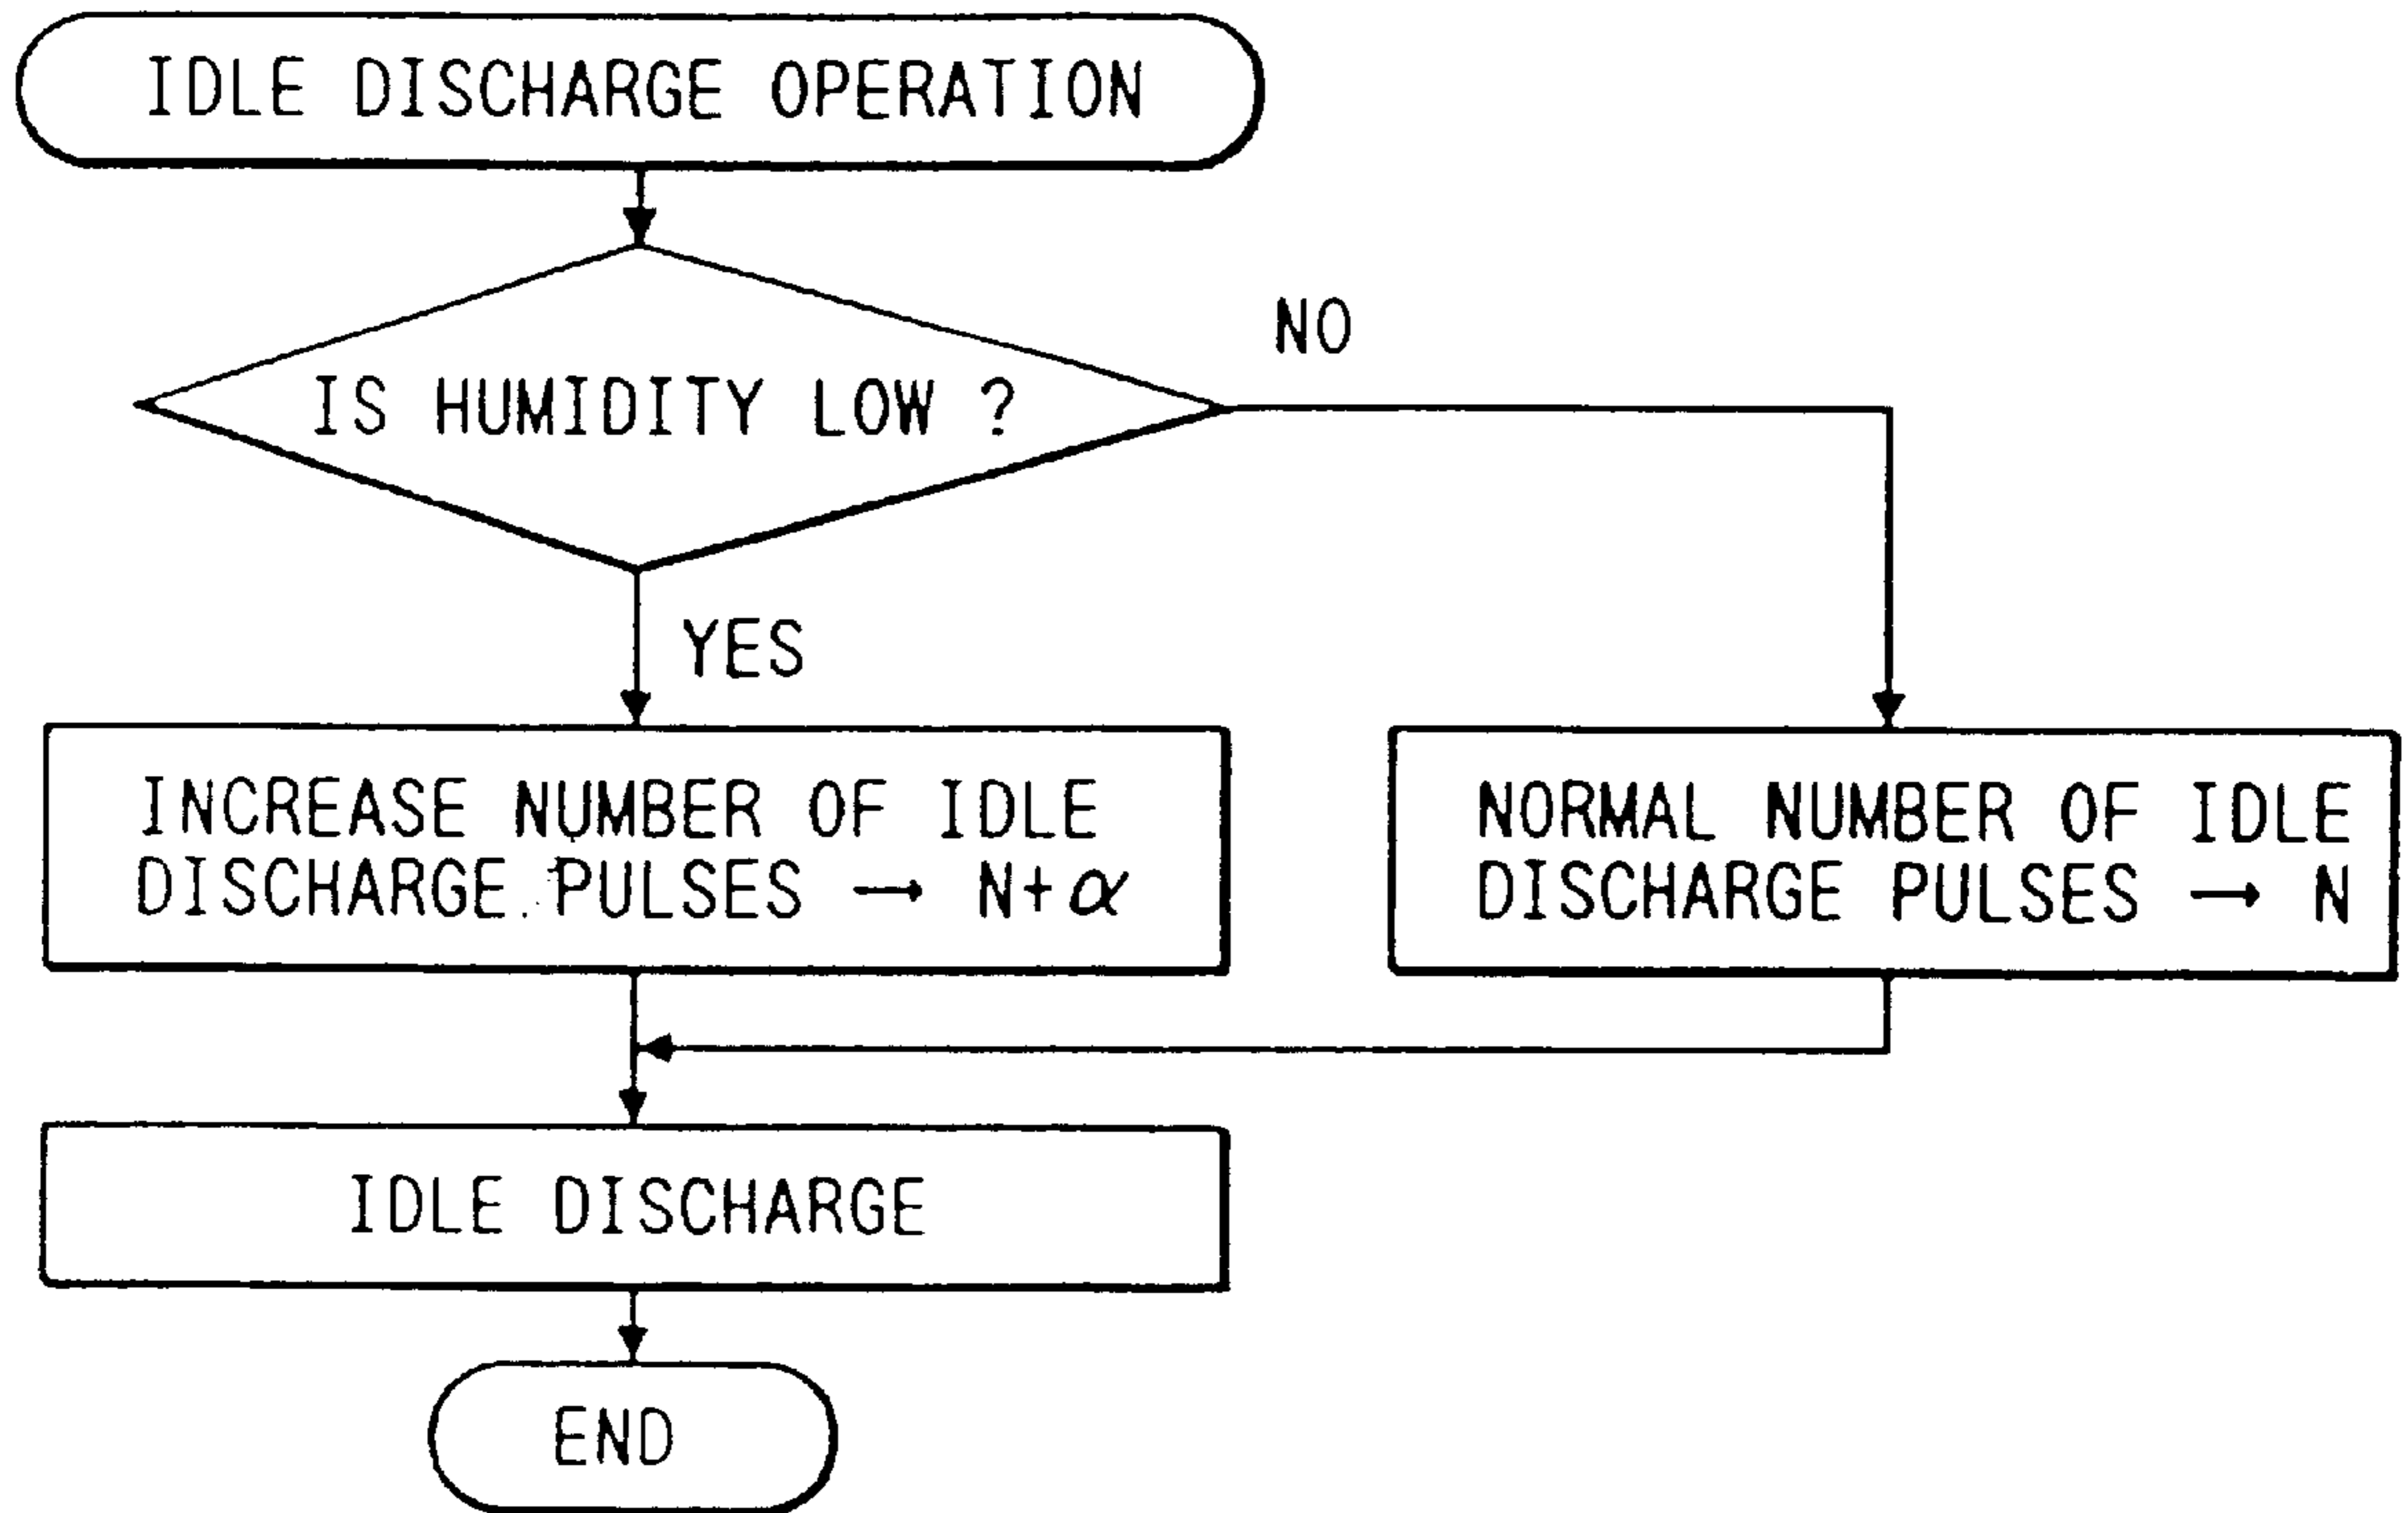 IDLE DISCHARGE OPERATION
IS HUMIDITY LOW ?
NO
YES
INCREASE NUMBER OF IDLE
DISCHARGE PULSES → N+α
NORMAL NUMBER OF IDLE
DISCHARGE PULSES → N
IDLE DISCHARGE
END